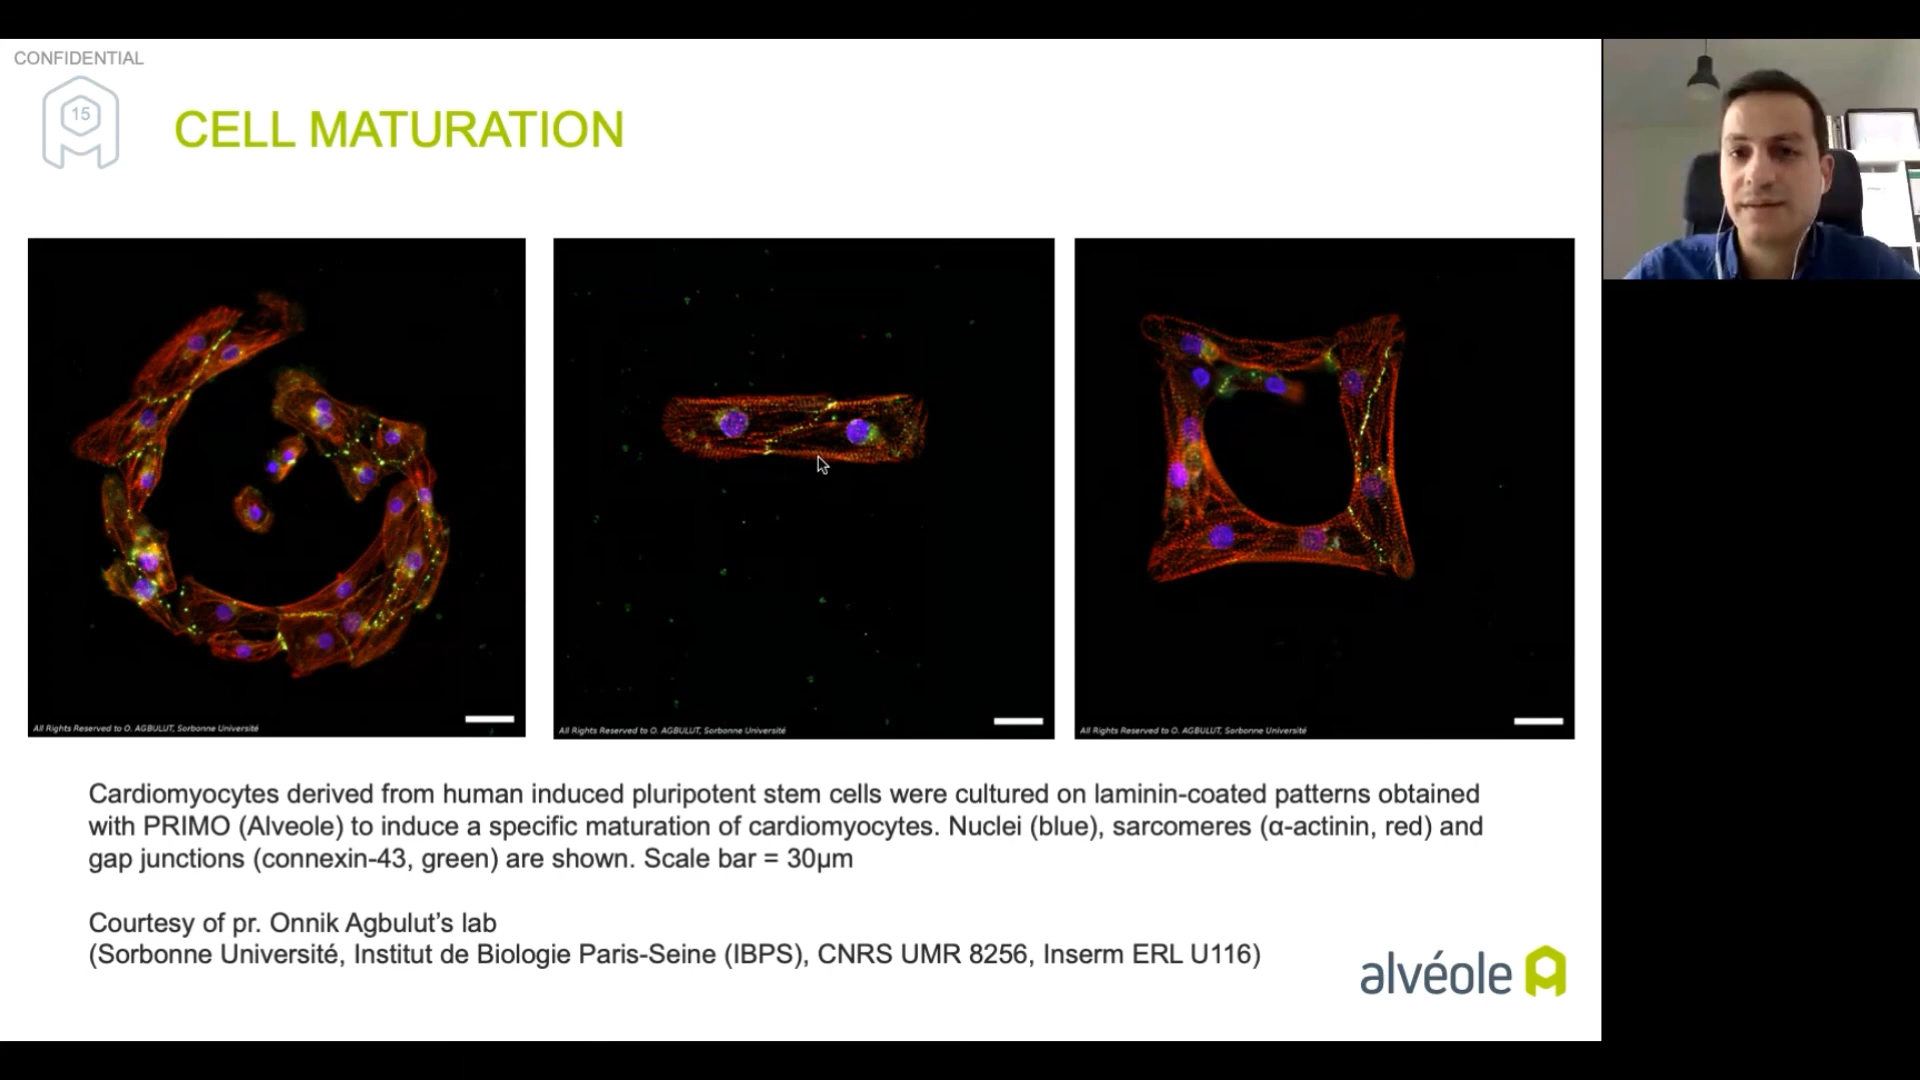 CONFIDENTIAL
15
CELL MATURATION
All Rights Reserved to O. AGBULUT, Sorbonne Université
All Rights Reserved to O. AGBULUT, Sorbonne Université
All Rights Reserved to O. AGBULUT, Sorbonne Université
Cardiomyocytes derived from human induced pluripotent stem cells were cultured on laminin-coated patterns obtained
with PRIMO (Alveole) to induce a specific maturation of cardiomyocytes. Nuclei (blue), sarcomeres (α-actinin, red) and
gap junctions (connexin-43, green) are shown. Scale bar = 30µm
Courtesy of pr. Onnik Agbulut’s lab
(Sorbonne Université, Institut de Biologie Paris-Seine (IBPS), CNRS UMR 8256, Inserm ERL U116)
alvéole